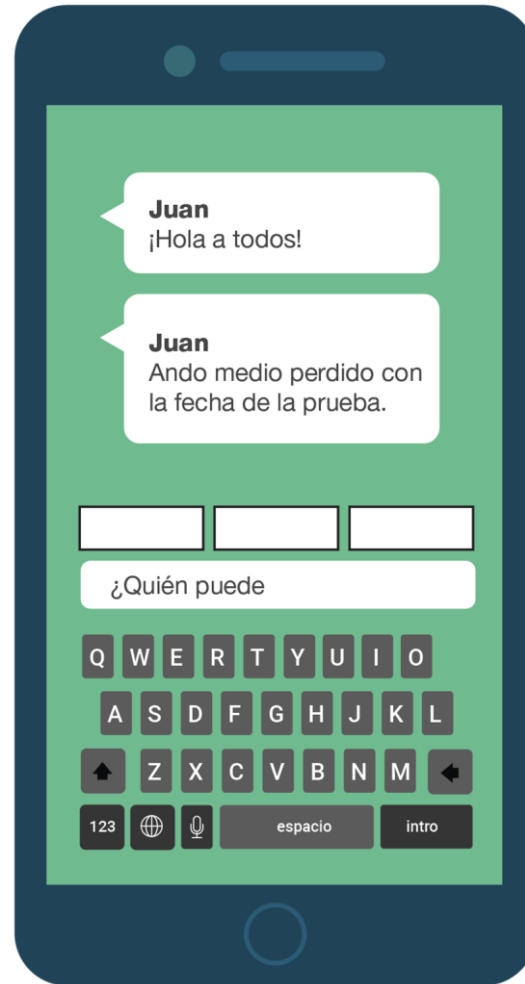 Juan
¡Hola a todos!
Juan
Ando medio perdido con
la fecha de la prueba.
¿Quién puede
Q W E R T Y U I O
A S D F G H J K L
Z X C V B N M
123 espacio intro